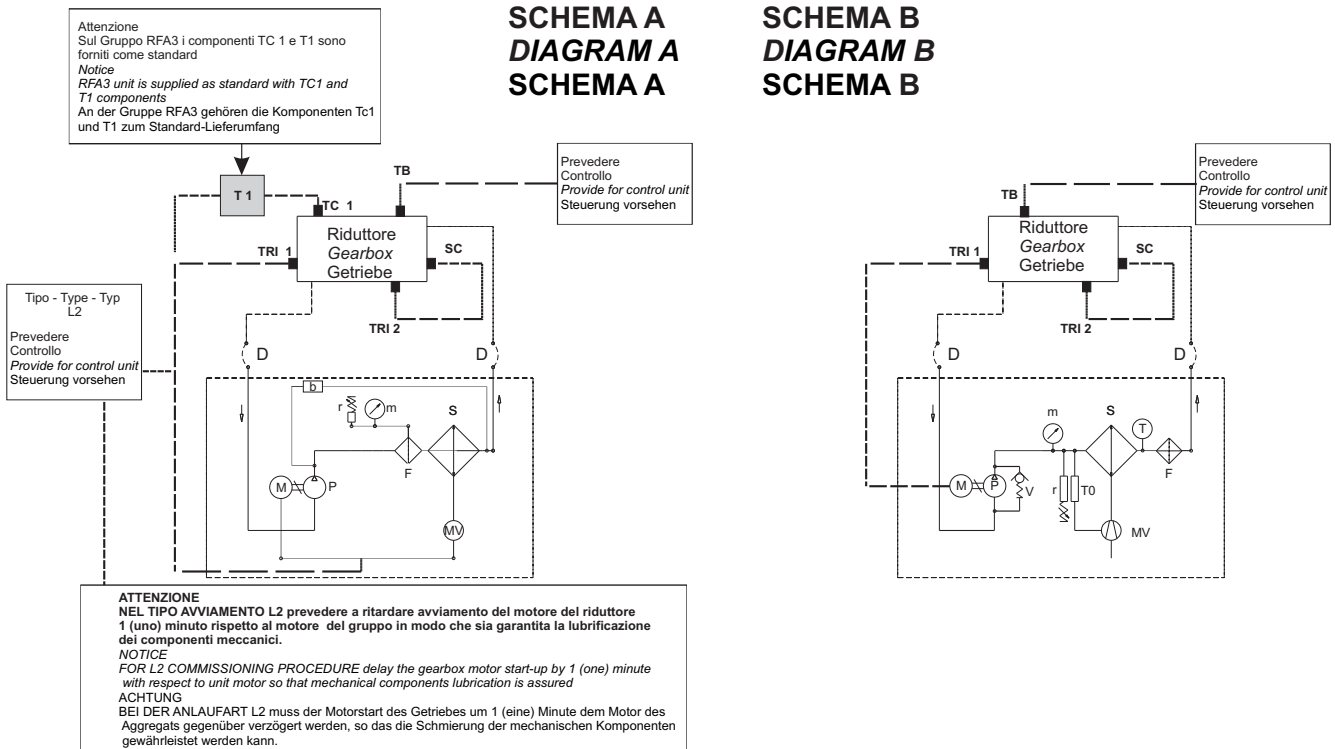 SCHEMA A
DIAGRAM A
SCHEMA A
SCHEMA B
DIAGRAM B
SCHEMA B
Attenzione
Sul Gruppo RFA3 i componenti TC 1 e T1 sono
forniti come standard
Notice
RFA3 unit is supplied as standard with TC1 and
T1 components
An der Gruppe RFA3 gehören die Komponenten Tc1
und T1 zum Standard-Lieferumfang
T 1
TC 1
TB
Prevedere
Controllo
Provide for control unit
Steuerung vorsehen
Riduttore
Gearbox
Getriebe
TRI 1
SC
TRI 2
Tipo - Type - Typ
L2
Prevedere
Controllo
Provide for control unit
Steuerung vorsehen
D
D
b
r
m
S
F
M
P
MV
ATTENZIONE
NEL TIPO AVVIAMENTO L2 prevedere a ritardare avviamento del motore del riduttore
1 (uno) minuto rispetto al motore del gruppo in modo che sia garantita la lubrificazione
dei componenti meccanici.
NOTICE
FOR L2 COMMISSIONING PROCEDURE delay the gearbox motor start-up by 1 (one) minute
with respect to unit motor so that mechanical components lubrication is assured
ACHTUNG
BEI DER ANLAUFART L2 muss der Motorstart des Getriebes um 1 (eine) Minute dem Motor des
Aggregats gegenüber verzögert werden, so das die Schmierung der mechanischen Komponenten
gewährleistet werden kann.
Prevedere
Controllo
Provide for control unit
Steuerung vorsehen
TB
Riduttore
Gearbox
Getriebe
TRI 1
SC
TRI 2
D
D
m
S
T
M
P
V
r
T0
F
MV